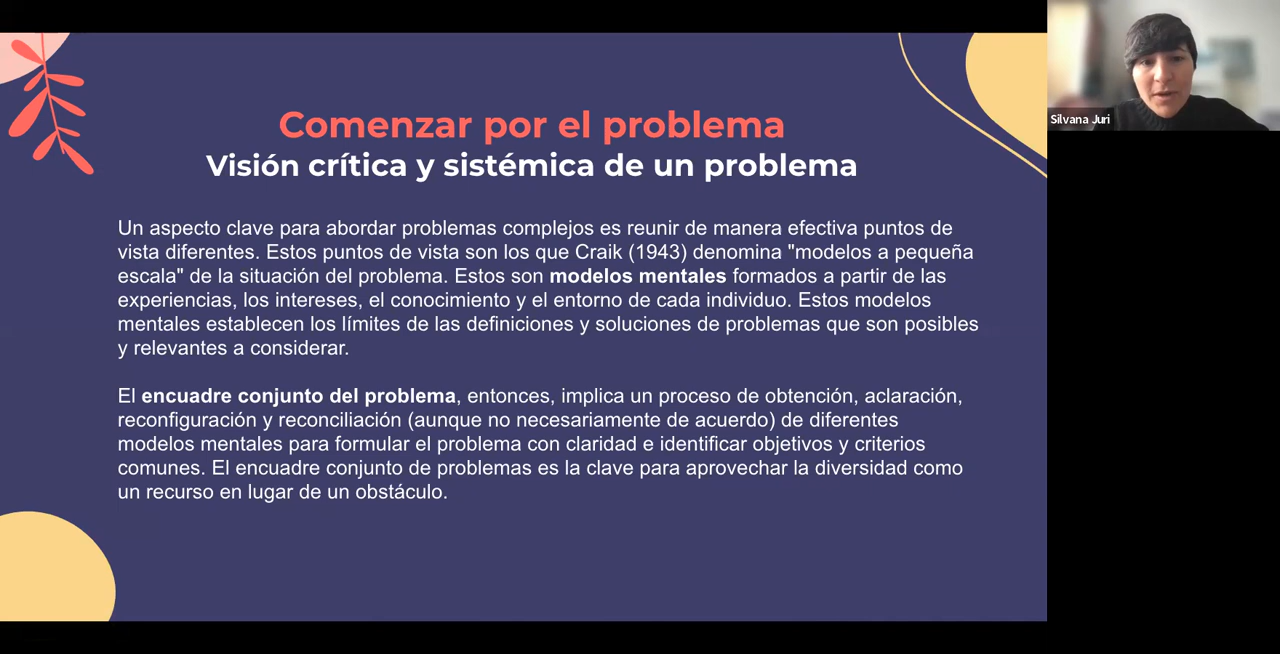 Comenzar por el problema
Visión crítica y sistémica de un problema
Un aspecto clave para abordar problemas complejos es reunir de manera efectiva puntos de
vista diferentes. Estos puntos de vista son los que Craik (1943) denomina "modelos a pequeña
escala" de la situación del problema. Estos son modelos mentales formados a partir de las
experiencias, los intereses, el conocimiento y el entorno de cada individuo. Estos modelos
mentales establecen los límites de las definiciones y soluciones de problemas que son posibles
y relevantes a considerar.
El encuadre conjunto del problema, entonces, implica un proceso de obtención, aclaración,
reconfiguración y reconciliación (aunque no necesariamente de acuerdo) de diferentes
modelos mentales para formular el problema con claridad e identificar objetivos y criterios
comunes. El encuadre conjunto de problemas es la clave para aprovechar la diversidad como
un recurso en lugar de un obstáculo.
Silvana Juri